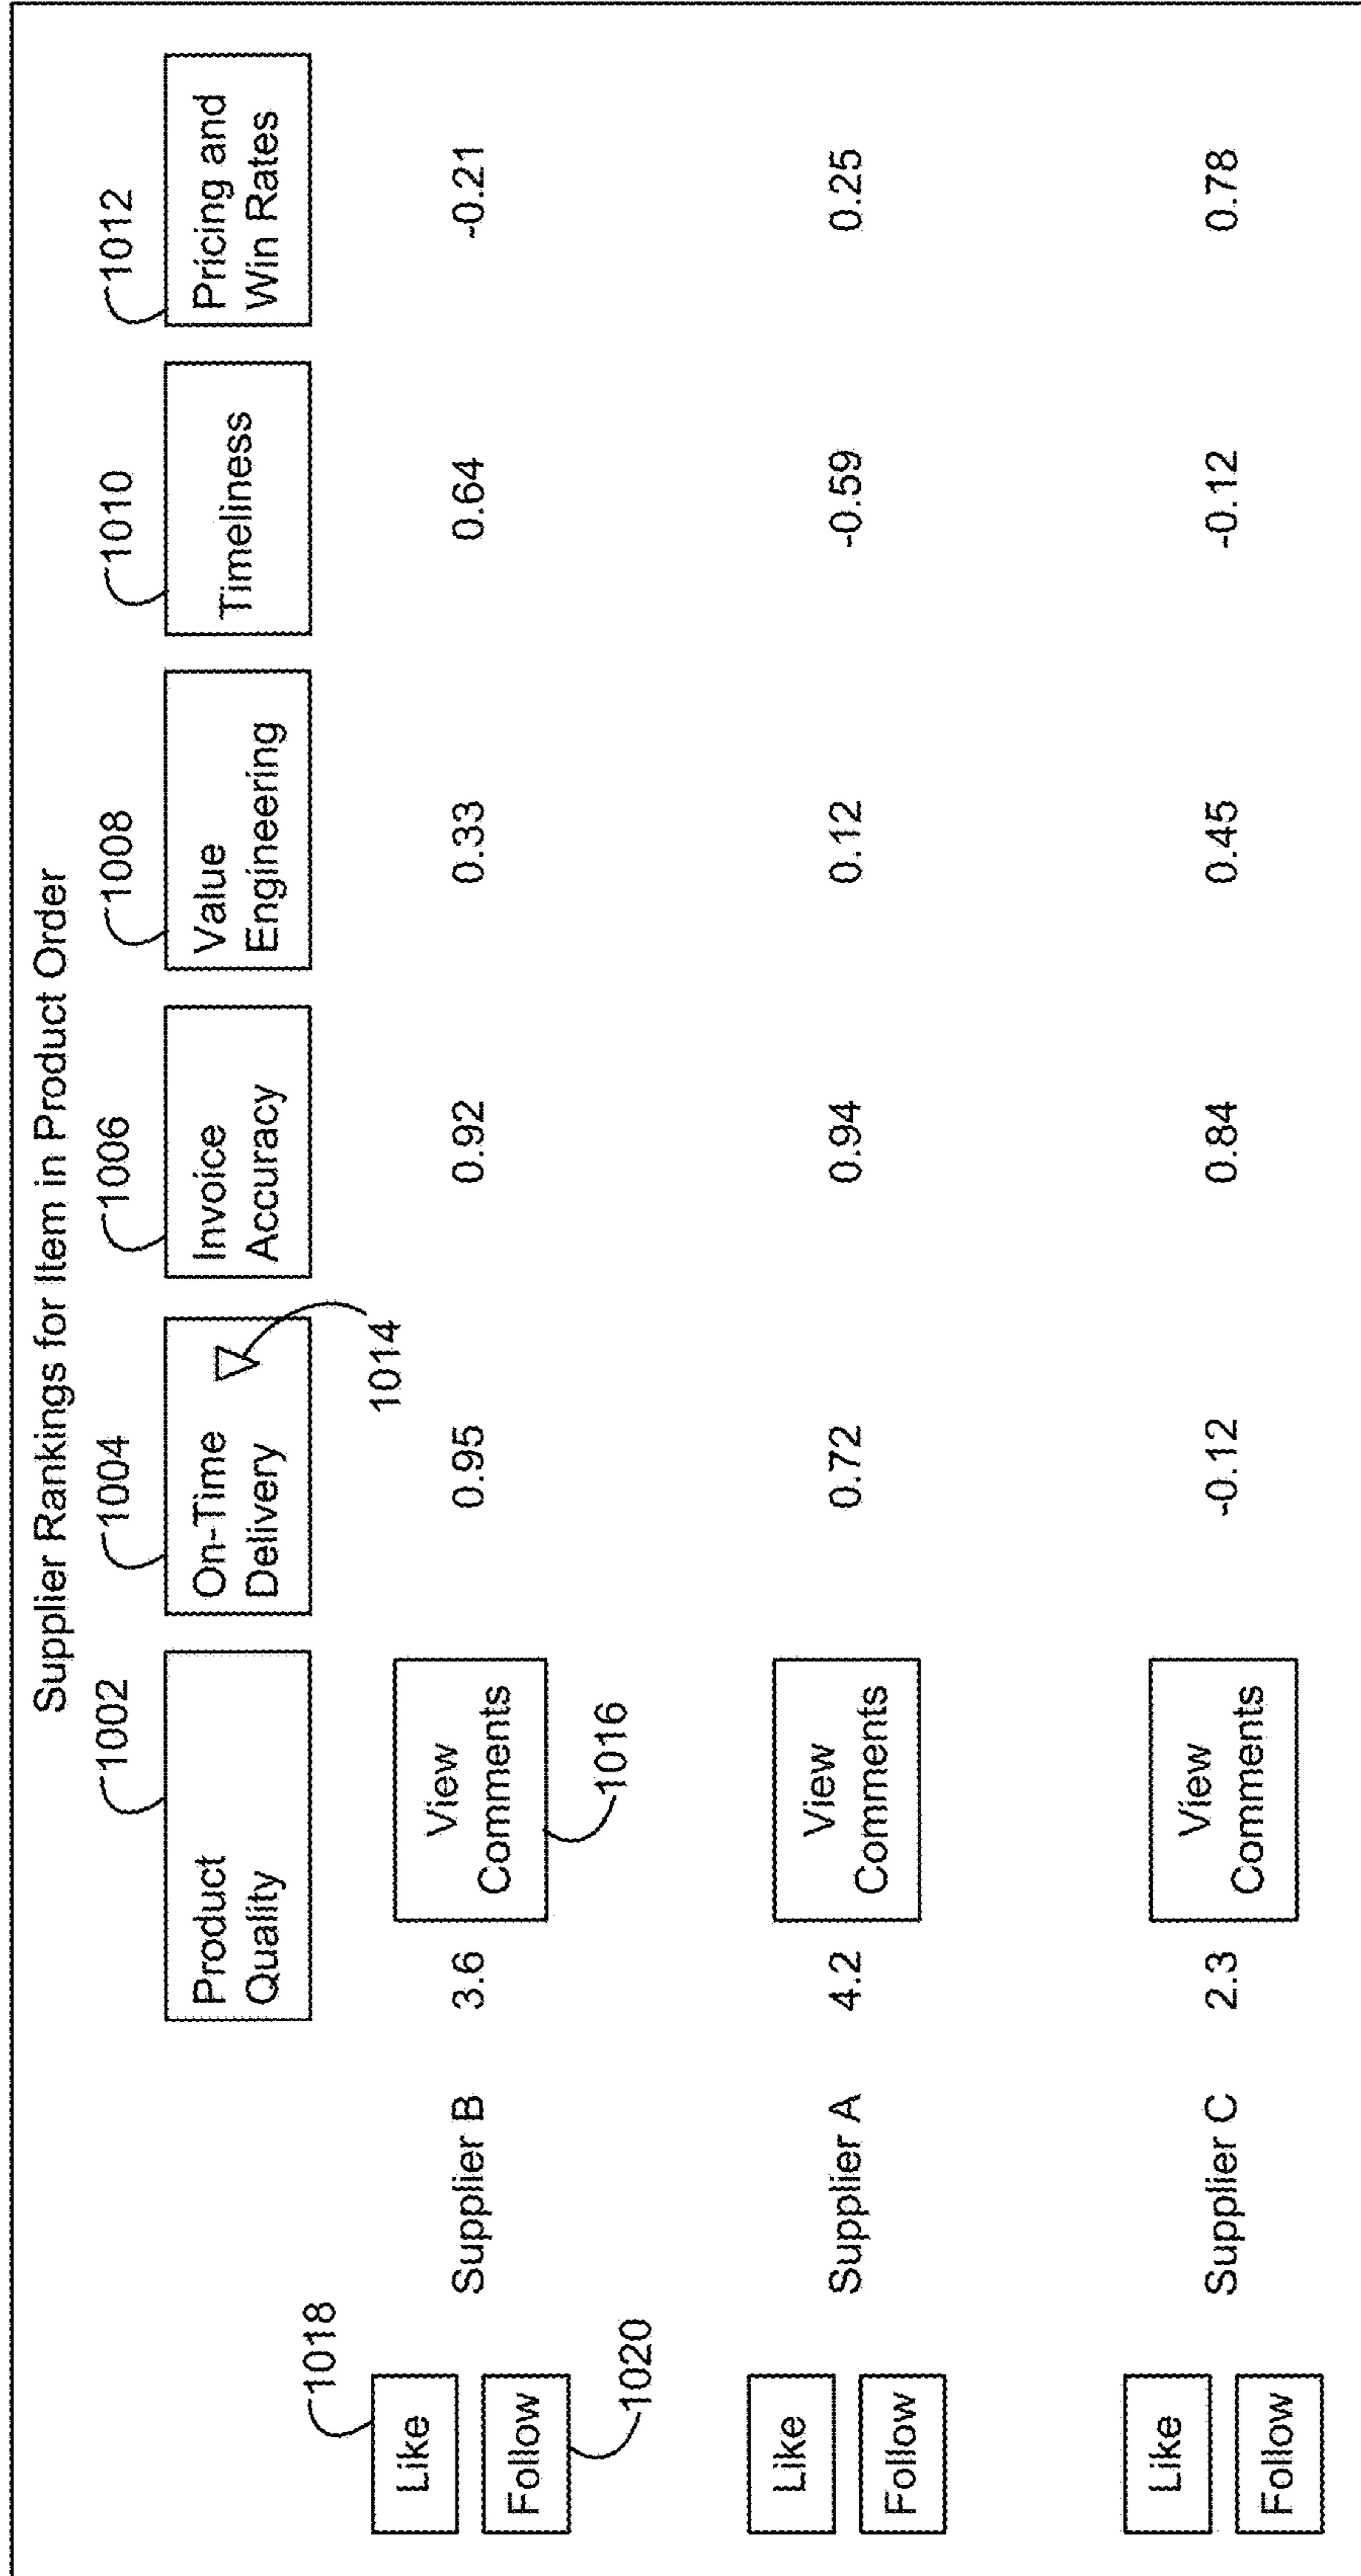 Supplier Rankings for Item in Product Order
1002
1004
1006
1008
1010
1012
Product
Quality
On-Time
Delivery
Invoice
Accuracy
Value
Engineering
Timeliness
Pricing and
Win Rates
1014
1018
Like
Follow
1020
Supplier B
3.6
View
Comments
1016
0.95
0.92
0.33
0.64
-0.21
Like
Follow
Supplier A
4.2
View
Comments
0.72
0.94
0.12
-0.59
0.25
Like
Follow
Supplier C
2.3
View
Comments
-0.12
0.84
0.45
-0.12
0.78